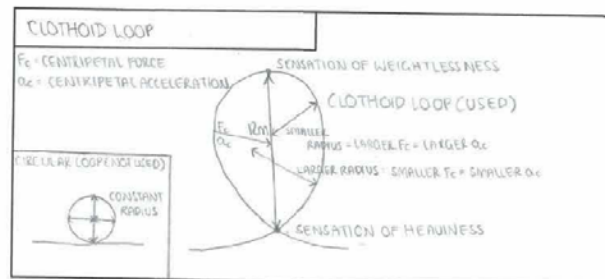 CLOTHOID LOOP
Fc = CENTRIPETAL FORCE
ac = CENTRIPETAL ACCELERATION
SENSATION OF WEIGHTLESSNESS
CLOTHOID LOOP (USED)
Fc
ac
SMALLER
RADIUS = LARGER Fc = LARGER ac
LARGER RADIUS = SMALLER Fc = SMALLER ac
CIRCULAR LOOP (NOT USED)
CONSTANT
RADIUS
SENSATION OF HEAVINESS